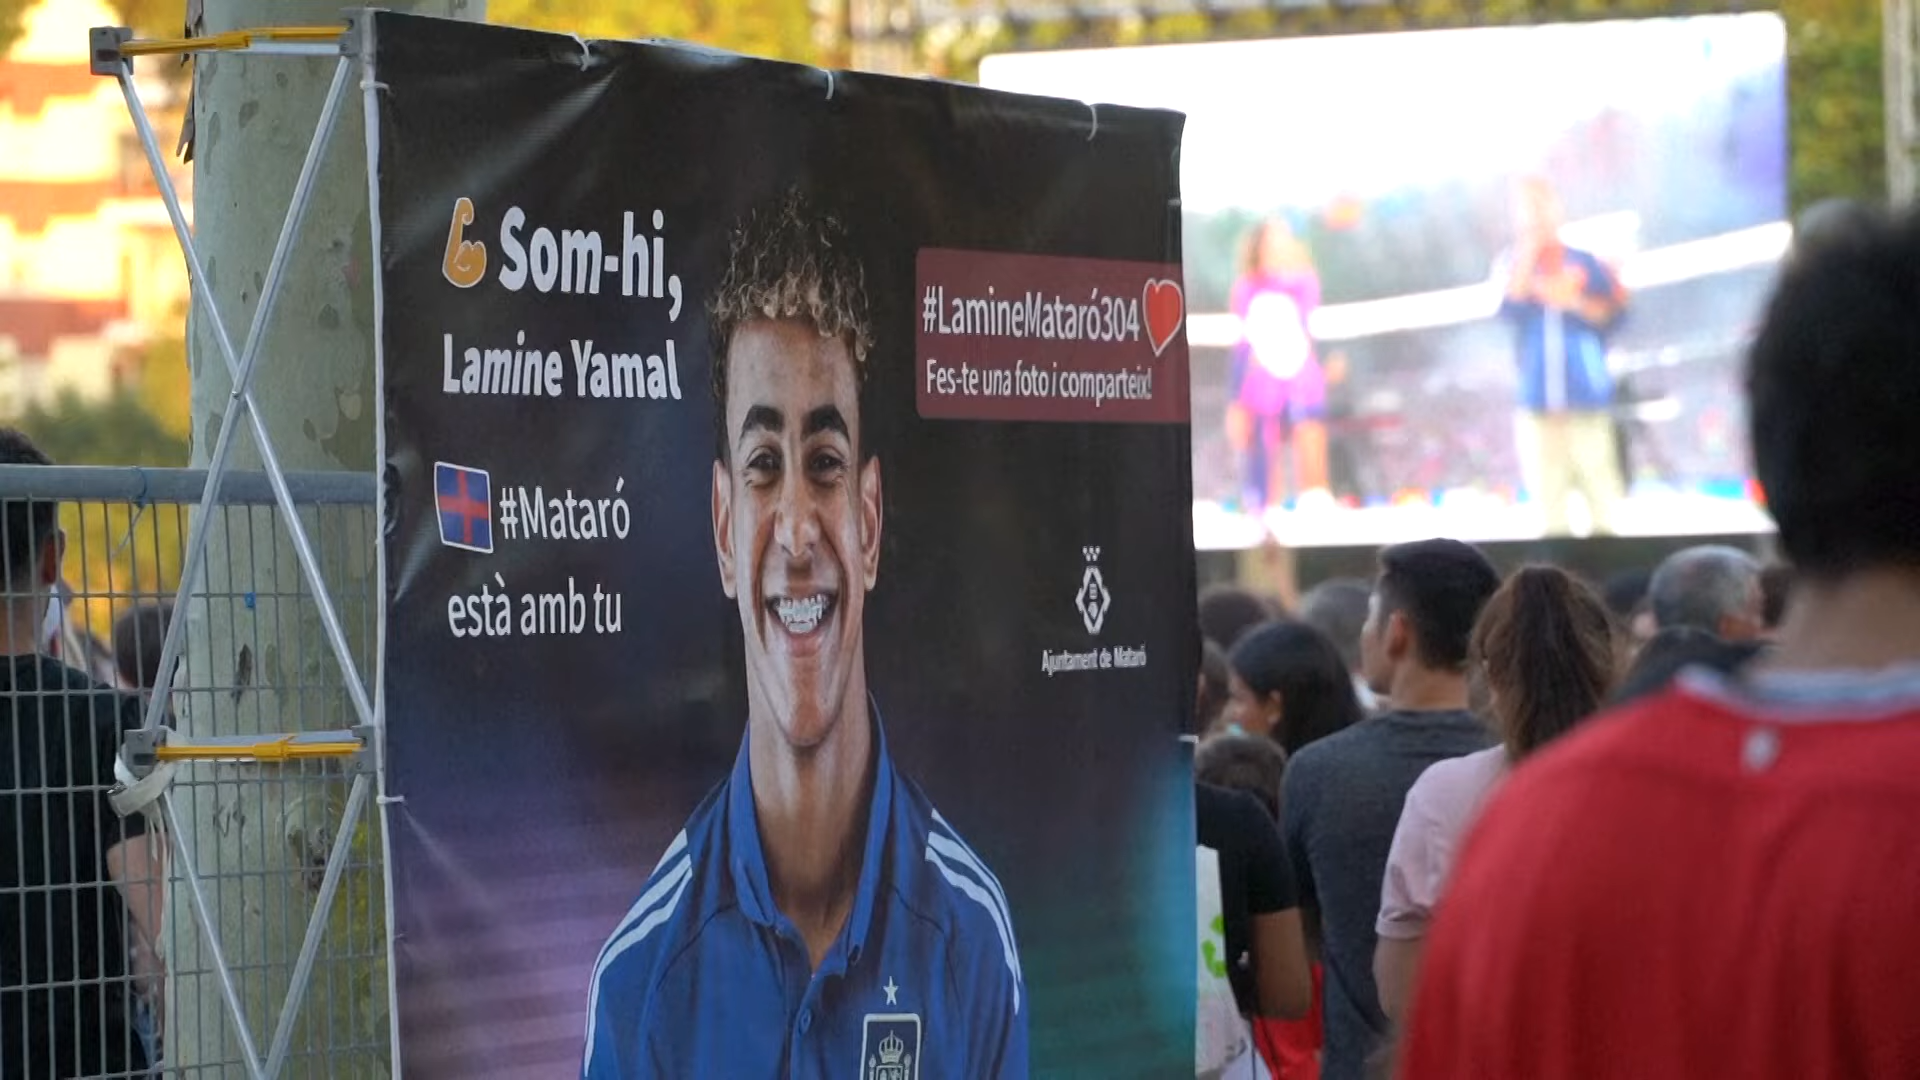 Som-hi,
Lamine Yamal
#Mataró
està amb tu
#LamineMataró304
Fes-te una foto i comparteix!
Ajuntament de Mataró